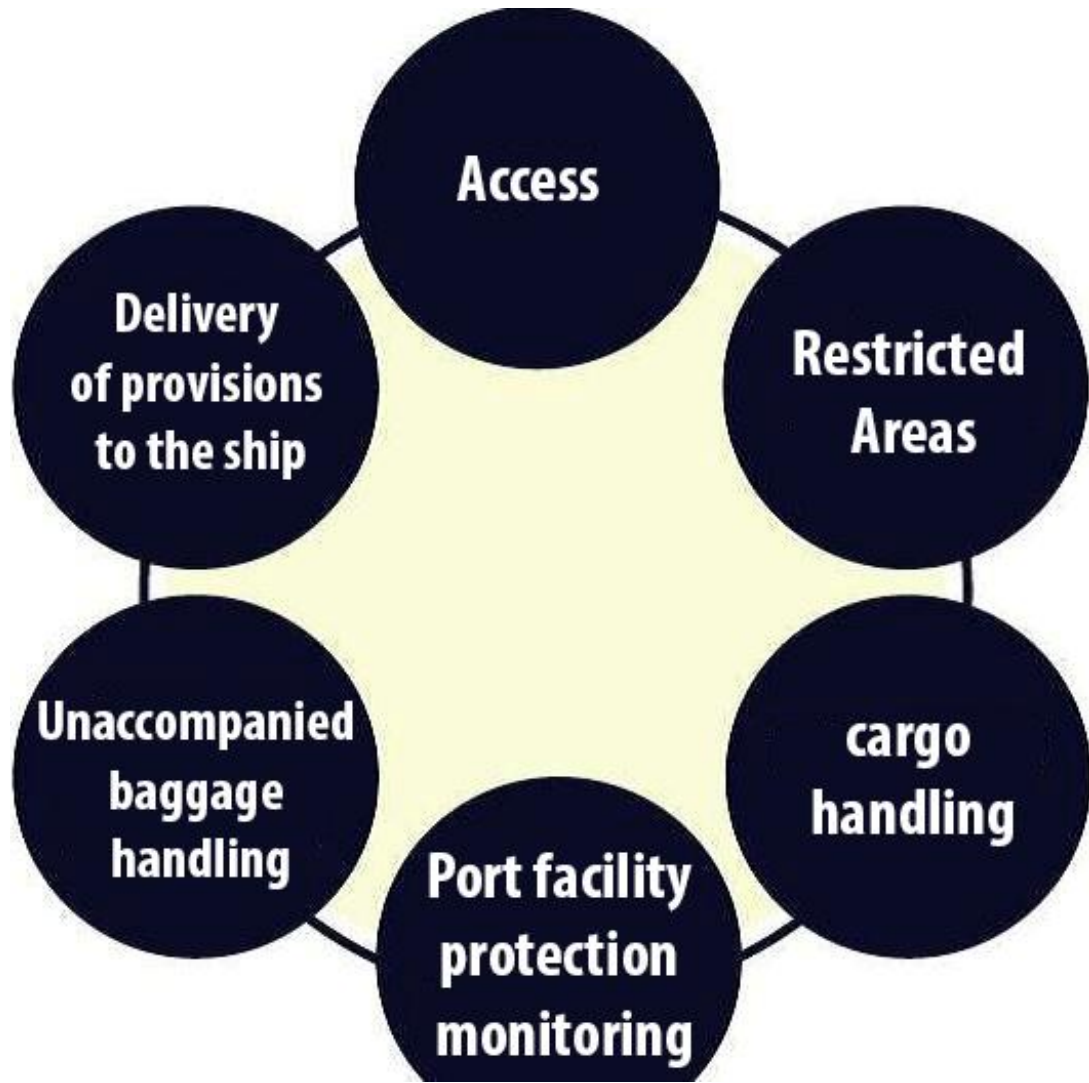 Access
Restricted
Areas
cargo
handling
Port facility
protection
monitoring
Unaccompanied
baggage
handling
Delivery
of provisions
to the ship